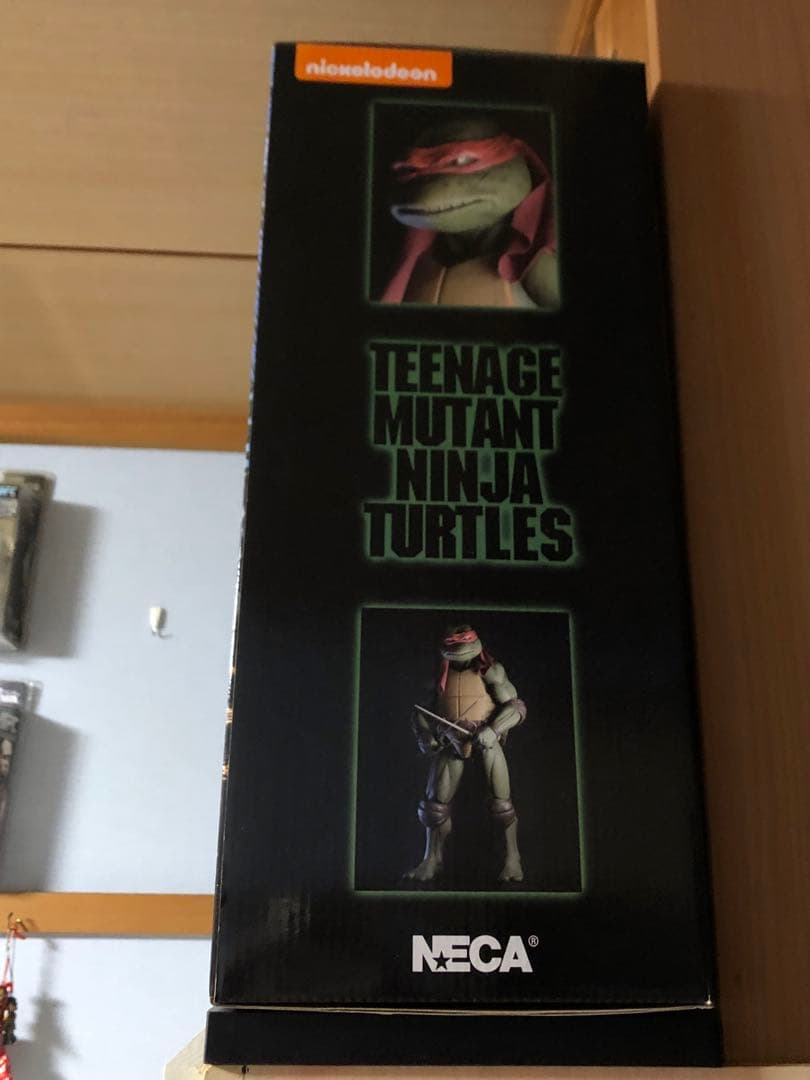 nickelodeon
TEENAGE
MUTANT
NINJA
TURTLES
NECA®